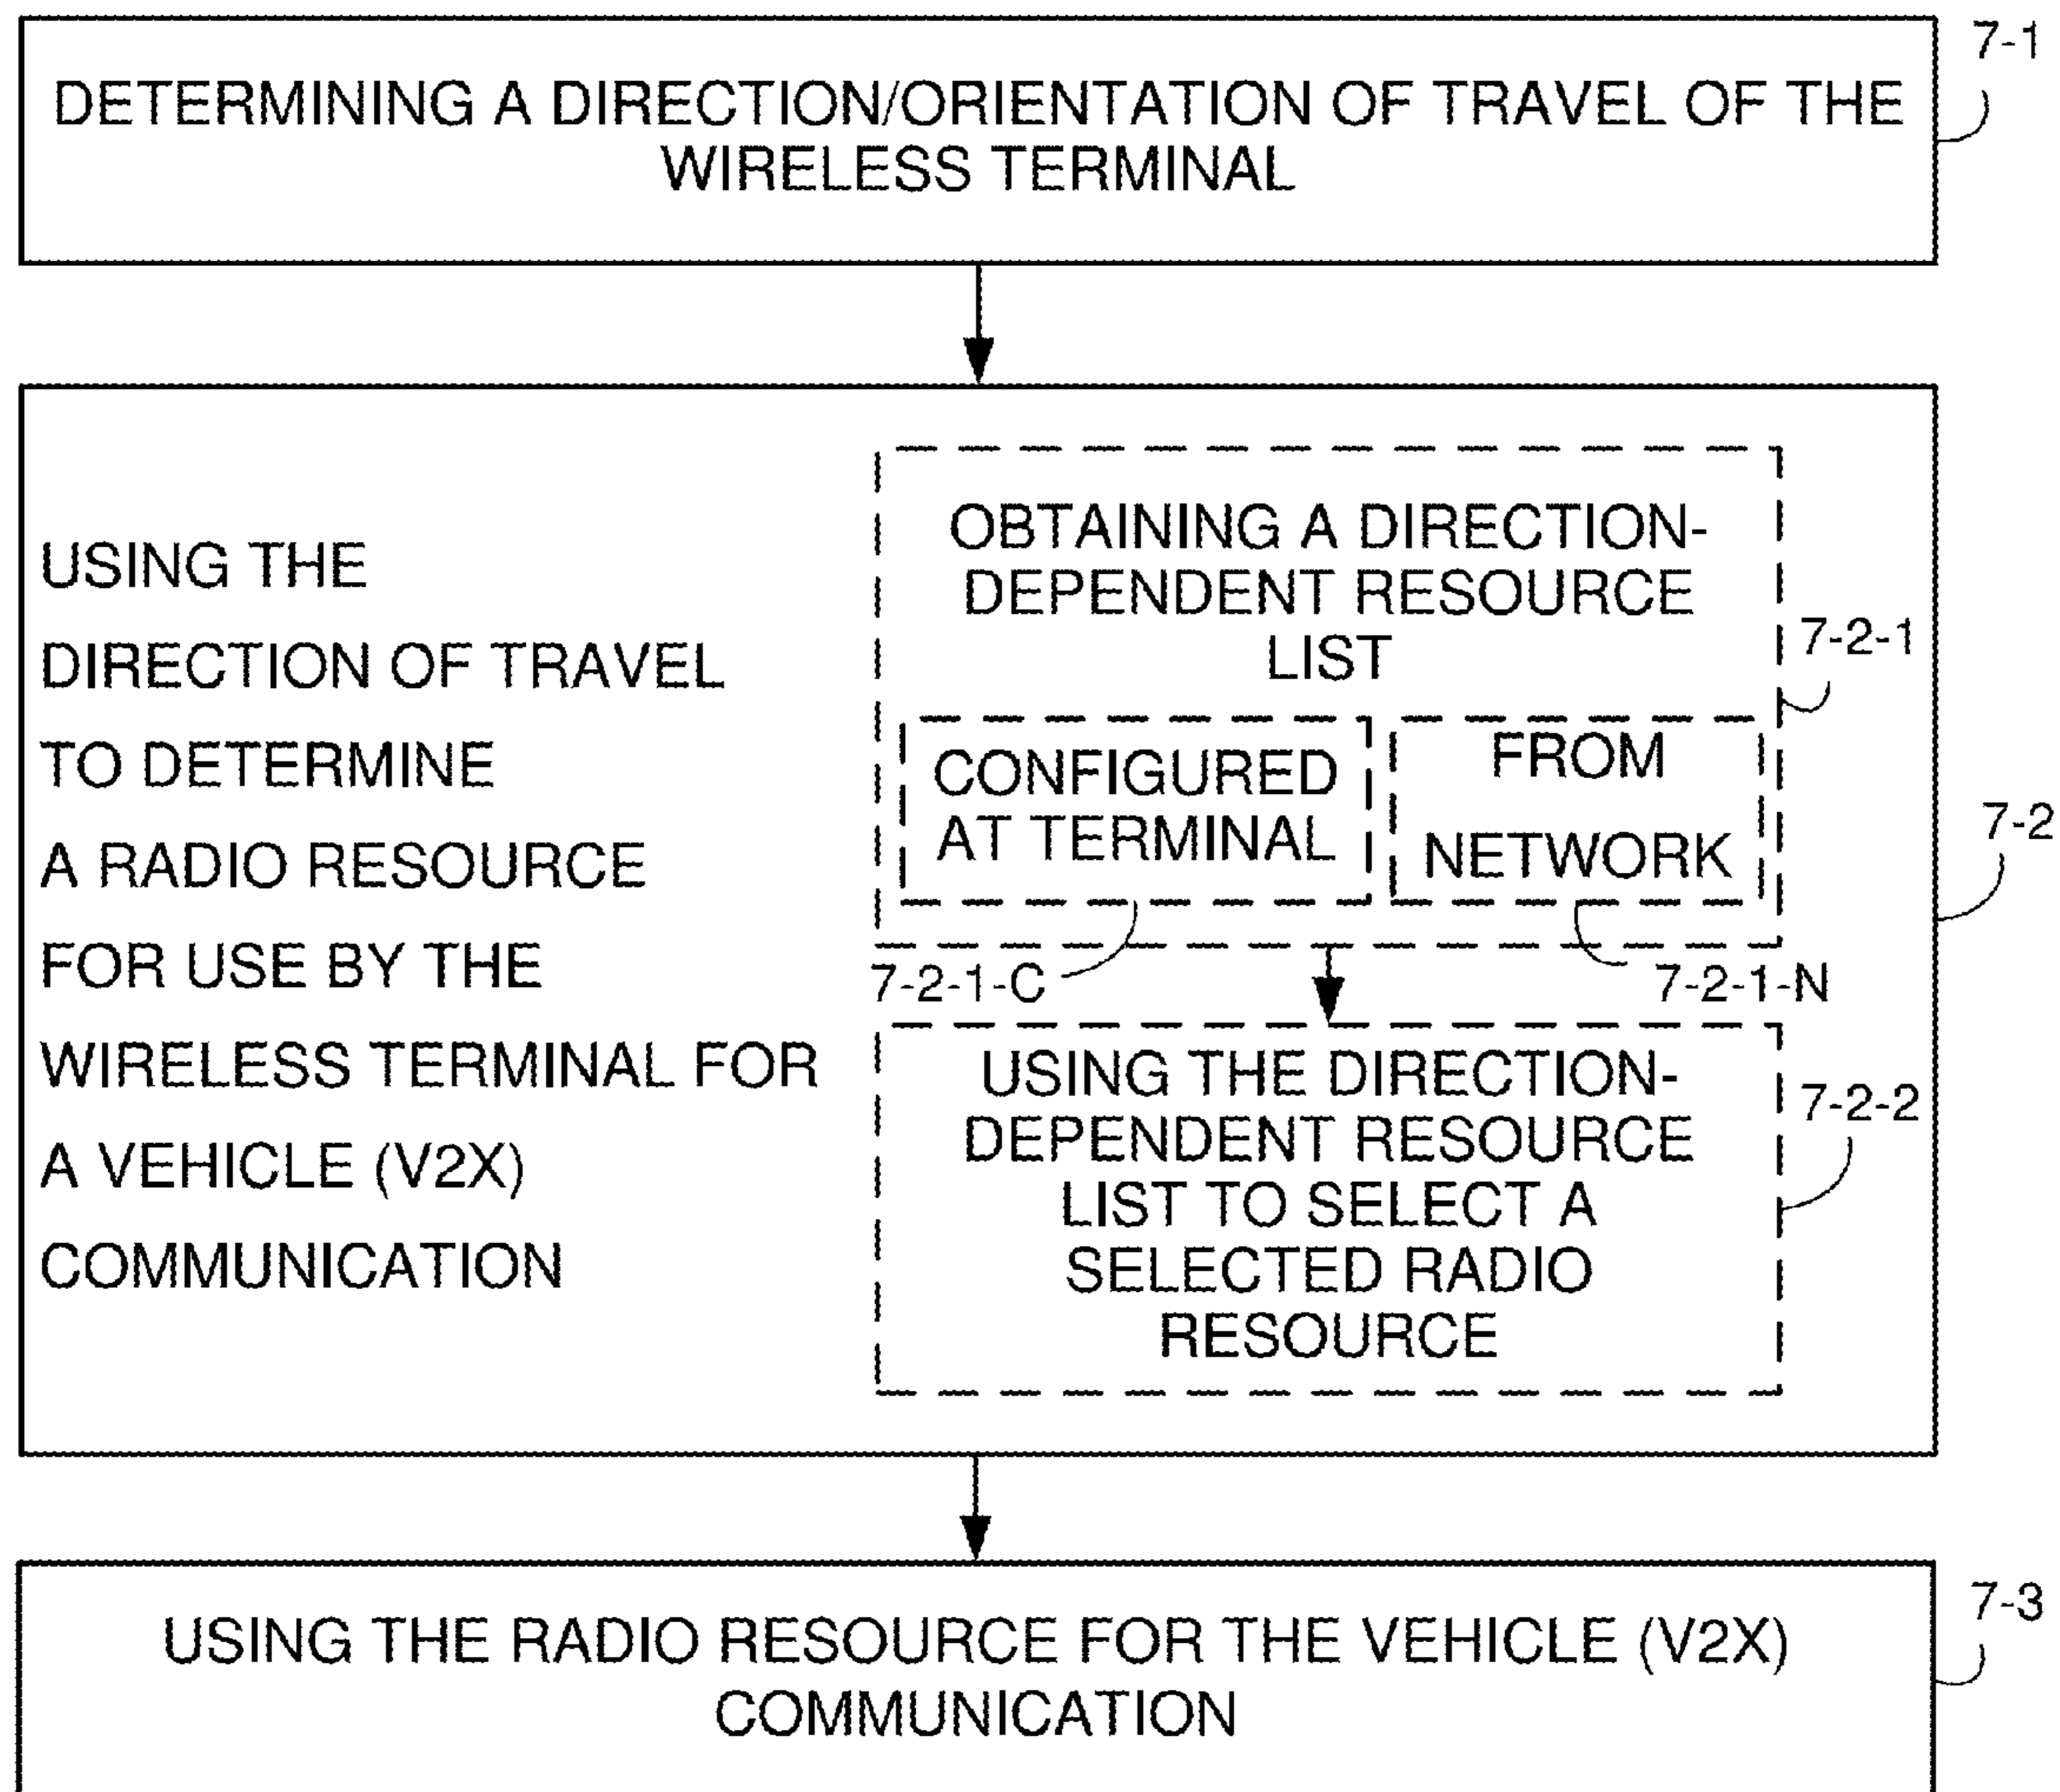 7-1
DETERMINING A DIRECTION/ORIENTATION OF TRAVEL OF THE
WIRELESS TERMINAL
USING THE
DIRECTION OF TRAVEL
TO DETERMINE
A RADIO RESOURCE
FOR USE BY THE
WIRELESS TERMINAL FOR
A VEHICLE (V2X)
COMMUNICATION
OBTAINING A DIRECTION-
DEPENDENT RESOURCE
LIST
7-2-1
CONFIGURED
AT TERMINAL
FROM
NETWORK
7-2
7-2-1-C
7-2-1-N
USING THE DIRECTION-
DEPENDENT RESOURCE
LIST TO SELECT A
SELECTED RADIO
RESOURCE
7-2-2
7-3
USING THE RADIO RESOURCE FOR THE VEHICLE (V2X)
COMMUNICATION